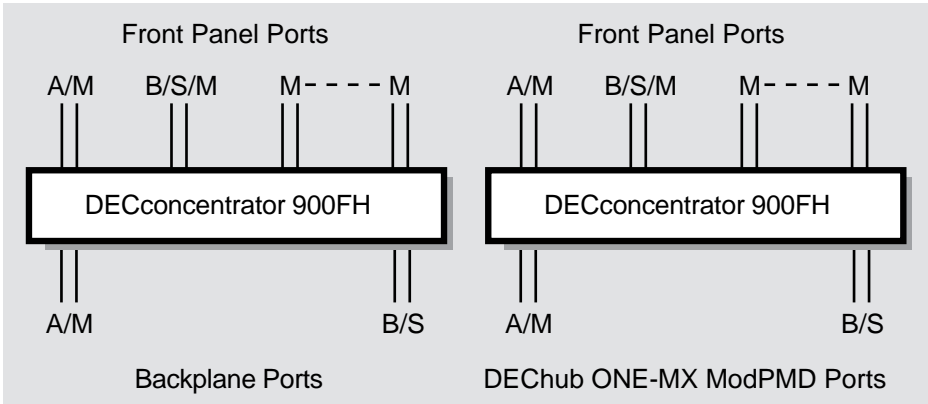 Front Panel Ports
A/M B/S/M M - - - - M
DECconcentrator 900FH
A/M B/S
Backplane Ports
Front Panel Ports
A/M B/S/M M - - - - M
DECconcentrator 900FH
A/M B/S
DEChub ONE-MX ModPMD Ports